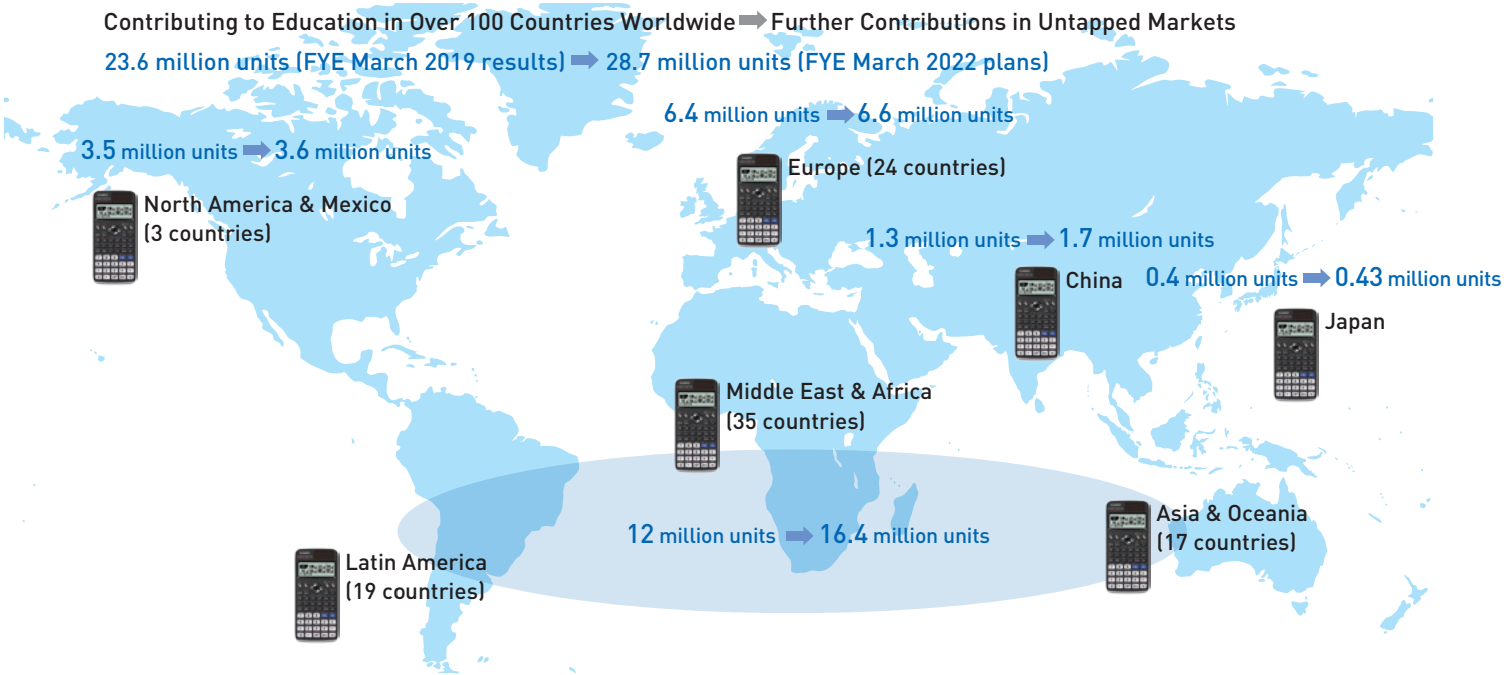 Contributing to Education in Over 100 Countries Worldwide ➡ Further Contributions in Untapped Markets
23.6 million units (FYE March 2019 results) ➡ 28.7 million units (FYE March 2022 plans)
6.4 million units ➡ 6.6 million units
Europe (24 countries)
3.5 million units ➡ 3.6 million units
North America & Mexico
(3 countries)
1.3 million units ➡ 1.7 million units
China
0.4 million units ➡ 0.43 million units
Japan
Middle East & Africa
(35 countries)
12 million units ➡ 16.4 million units
Asia & Oceania
(17 countries)
Latin America
(19 countries)